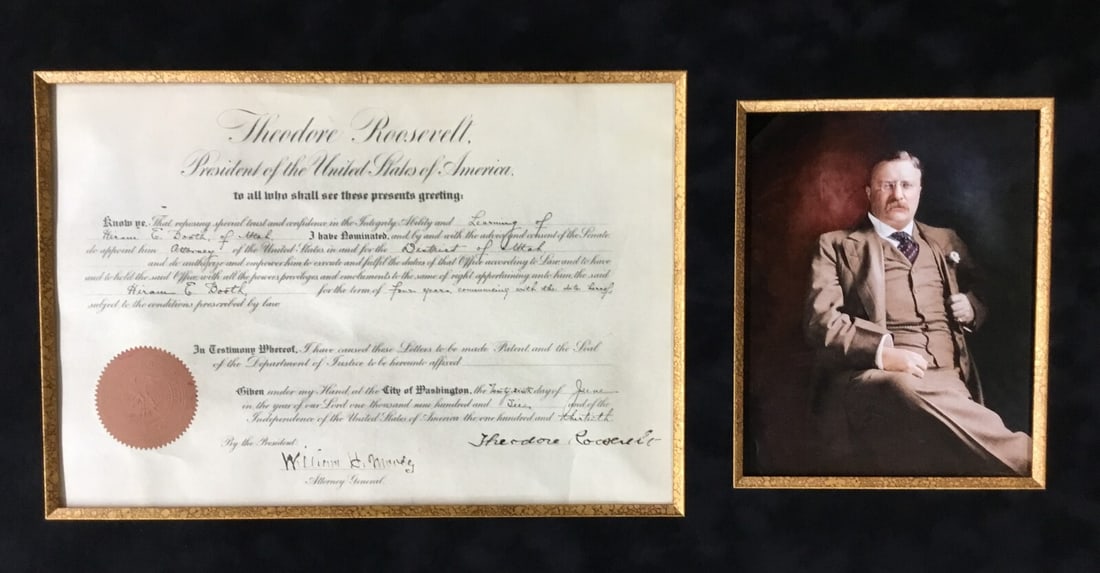 Theodore Roosevelt,
President of the United States of America.
to all who shall see these presents greeting:
Know ye, That reposing special trust and confidence in the Integrity Ability and Learning of
Hiram E. Booth, of Utah I have Nominated, and by and with the advice and consent of the Senate
do appoint him Attorney of the United States in and for the District of Utah
and do authorize and empower him to execute and fulfil the duties of that Office according to Law and to have
and to hold the said Office, with all the powers privileges and emoluments to the same of right appertaining unto him the said
Hiram E. Booth for the term of four years, commencing with the date hereof,
subject to the conditions prescribed by law
In Testimony Whereof, I have caused these Letters to be made Patent and the Seal
of the Department of Justice to be hereunto affixed
Given under my Hand, at the City of Washington, the day of June
in the year of our Lord one thousand nine hundred and and of the
Independence of the United States of America the one hundred and thirtieth
By the President:
Theodore Roosevelt
William H. Moody
Attorney General.